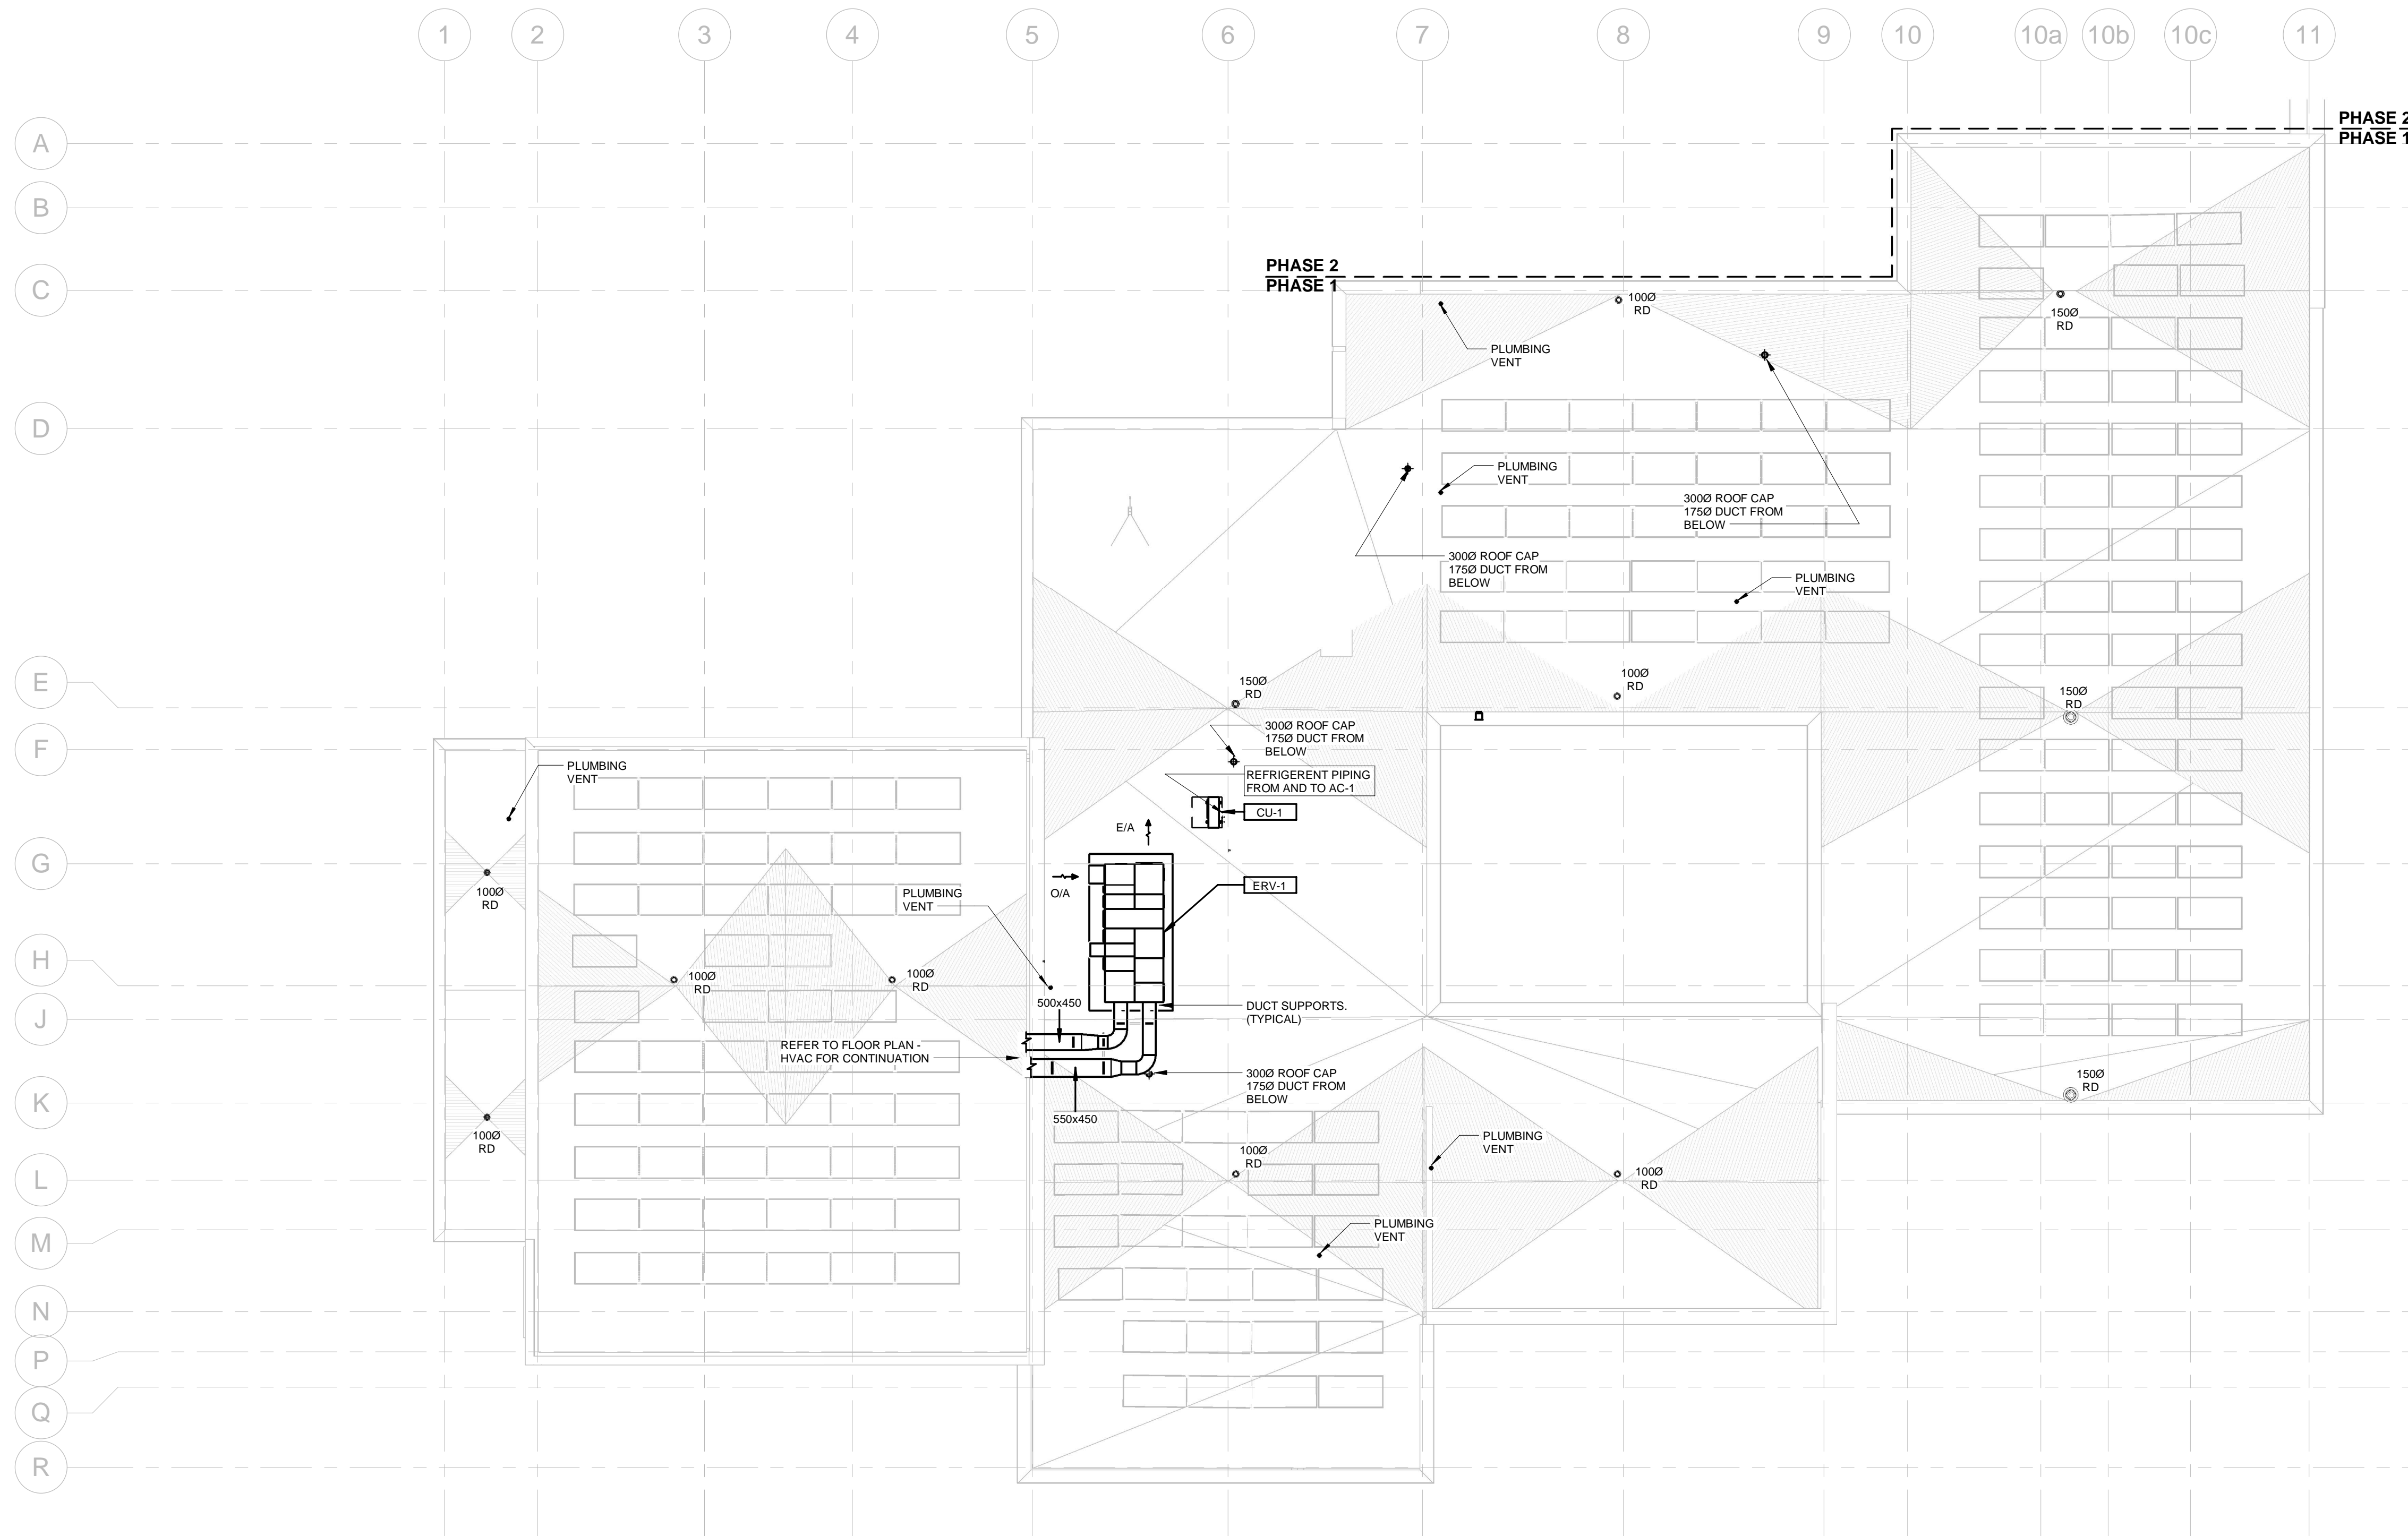 1
2
3
4
5
6
7
8
9
10
10a
10b
10c
11
A
B
C
D
E
F
G
H
J
K
L
M
N
P
Q
R
PHASE 2
PHASE 1
PHASE 2
PHASE 1
100Ø
RD
150Ø
RD
PLUMBING
VENT
PLUMBING
VENT
300Ø ROOF CAP
175Ø DUCT FROM
BELOW
300Ø ROOF CAP
175Ø DUCT FROM
BELOW
PLUMBING
VENT
150Ø
RD
100Ø
RD
150Ø
RD
300Ø ROOF CAP
175Ø DUCT FROM
BELOW
PLUMBING
VENT
REFRIGERENT PIPING
FROM AND TO AC-1
CU-1
E/A
O/A
ERV-1
100Ø
RD
PLUMBING
VENT
100Ø
RD
100Ø
RD
500x450
DUCT SUPPORTS.
(TYPICAL)
REFER TO FLOOR PLAN -
HVAC FOR CONTINUATION
300Ø ROOF CAP
175Ø DUCT FROM
BELOW
550x450
150Ø
RD
100Ø
RD
PLUMBING
VENT
100Ø
RD
100Ø
RD
PLUMBING
VENT